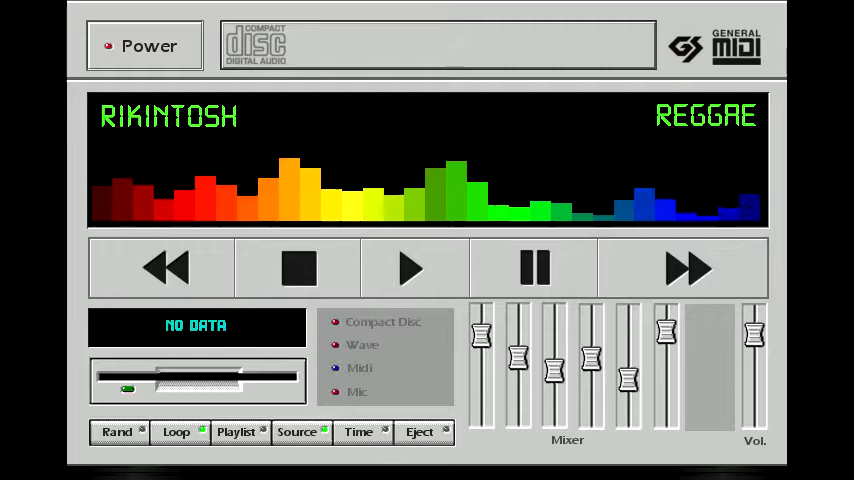 Power
COMPACT
disc
DIGITAL AUDIO
GS
GENERAL
MIDI
RIKINTOSH
REGGAE
NO DATA
Compact Disc
Wave
Midi
Mic
Rand
Loop
Playlist
Source
Time
Eject
Mixer
Vol.